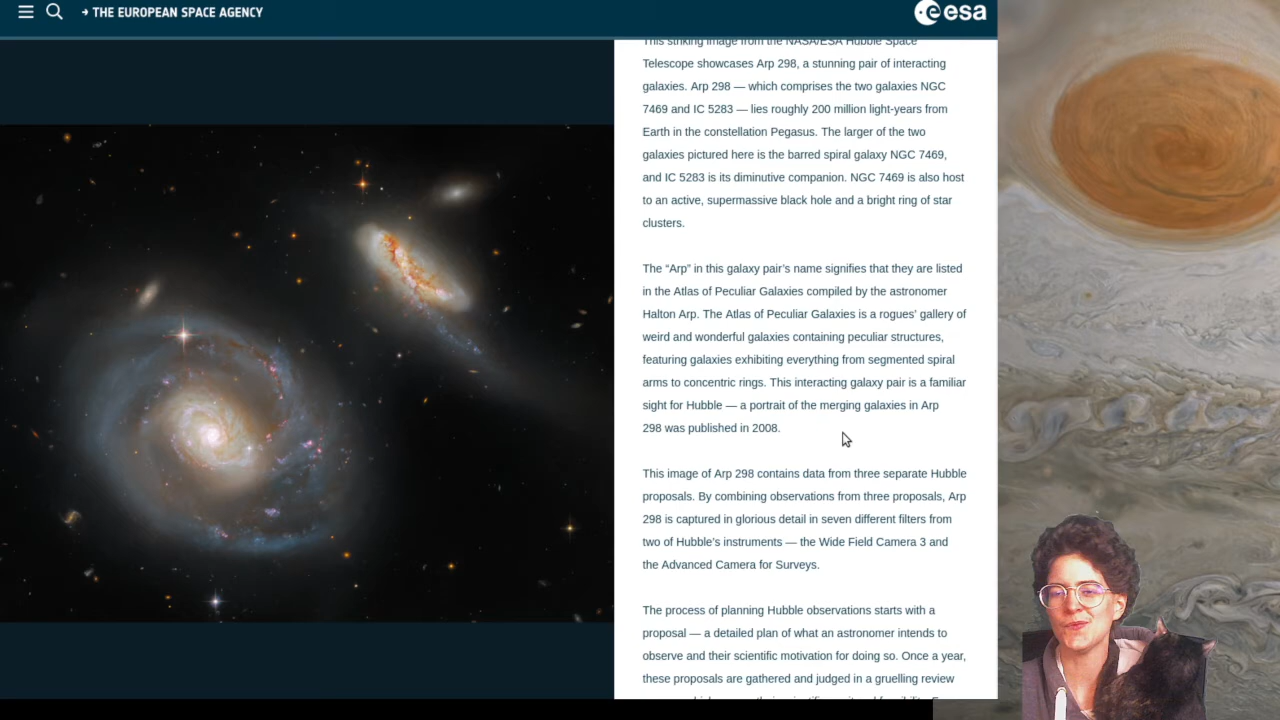 → THE EUROPEAN SPACE AGENCY
esa
This striking image from the NASA/ESA Hubble Space
Telescope showcases Arp 298, a stunning pair of interacting
galaxies. Arp 298 — which comprises the two galaxies NGC
7469 and IC 5283 — lies roughly 200 million light-years from
Earth in the constellation Pegasus. The larger of the two
galaxies pictured here is the barred spiral galaxy NGC 7469,
and IC 5283 is its diminutive companion. NGC 7469 is also host
to an active, supermassive black hole and a bright ring of star
clusters.
The “Arp” in this galaxy pair’s name signifies that they are listed
in the Atlas of Peculiar Galaxies compiled by the astronomer
Halton Arp. The Atlas of Peculiar Galaxies is a rogues’ gallery of
weird and wonderful galaxies containing peculiar structures,
featuring galaxies exhibiting everything from segmented spiral
arms to concentric rings. This interacting galaxy pair is a familiar
sight for Hubble — a portrait of the merging galaxies in Arp
298 was published in 2008.
This image of Arp 298 contains data from three separate Hubble
proposals. By combining observations from three proposals, Arp
298 is captured in glorious detail in seven different filters from
two of Hubble’s instruments — the Wide Field Camera 3 and
the Advanced Camera for Surveys.
The process of planning Hubble observations starts with a
proposal — a detailed plan of what an astronomer intends to
observe and their scientific motivation for doing so. Once a year,
these proposals are gathered and judged in a gruelling review